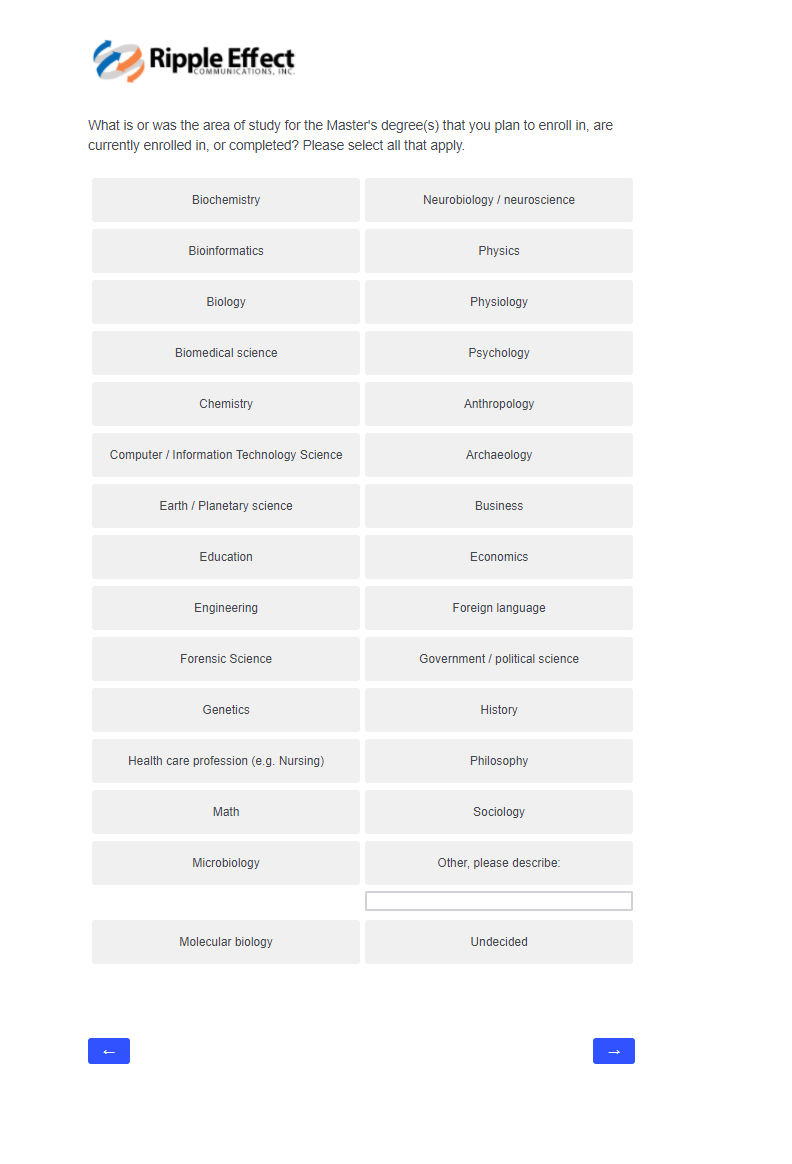 Ripple Effect
COMMUNICATIONS, INC.
What is or was the area of study for the Master's degree(s) that you plan to enroll in, are
currently enrolled in, or completed? Please select all that apply.
Biochemistry
Neurobiology / neuroscience
Bioinformatics
Physics
Biology
Physiology
Biomedical science
Psychology
Chemistry
Anthropology
Computer / Information Technology Science
Archaeology
Earth / Planetary science
Business
Education
Economics
Engineering
Foreign language
Forensic Science
Government / political science
Genetics
History
Health care profession (e.g. Nursing)
Philosophy
Math
Sociology
Microbiology
Other, please describe:
Molecular biology
Undecided
← →